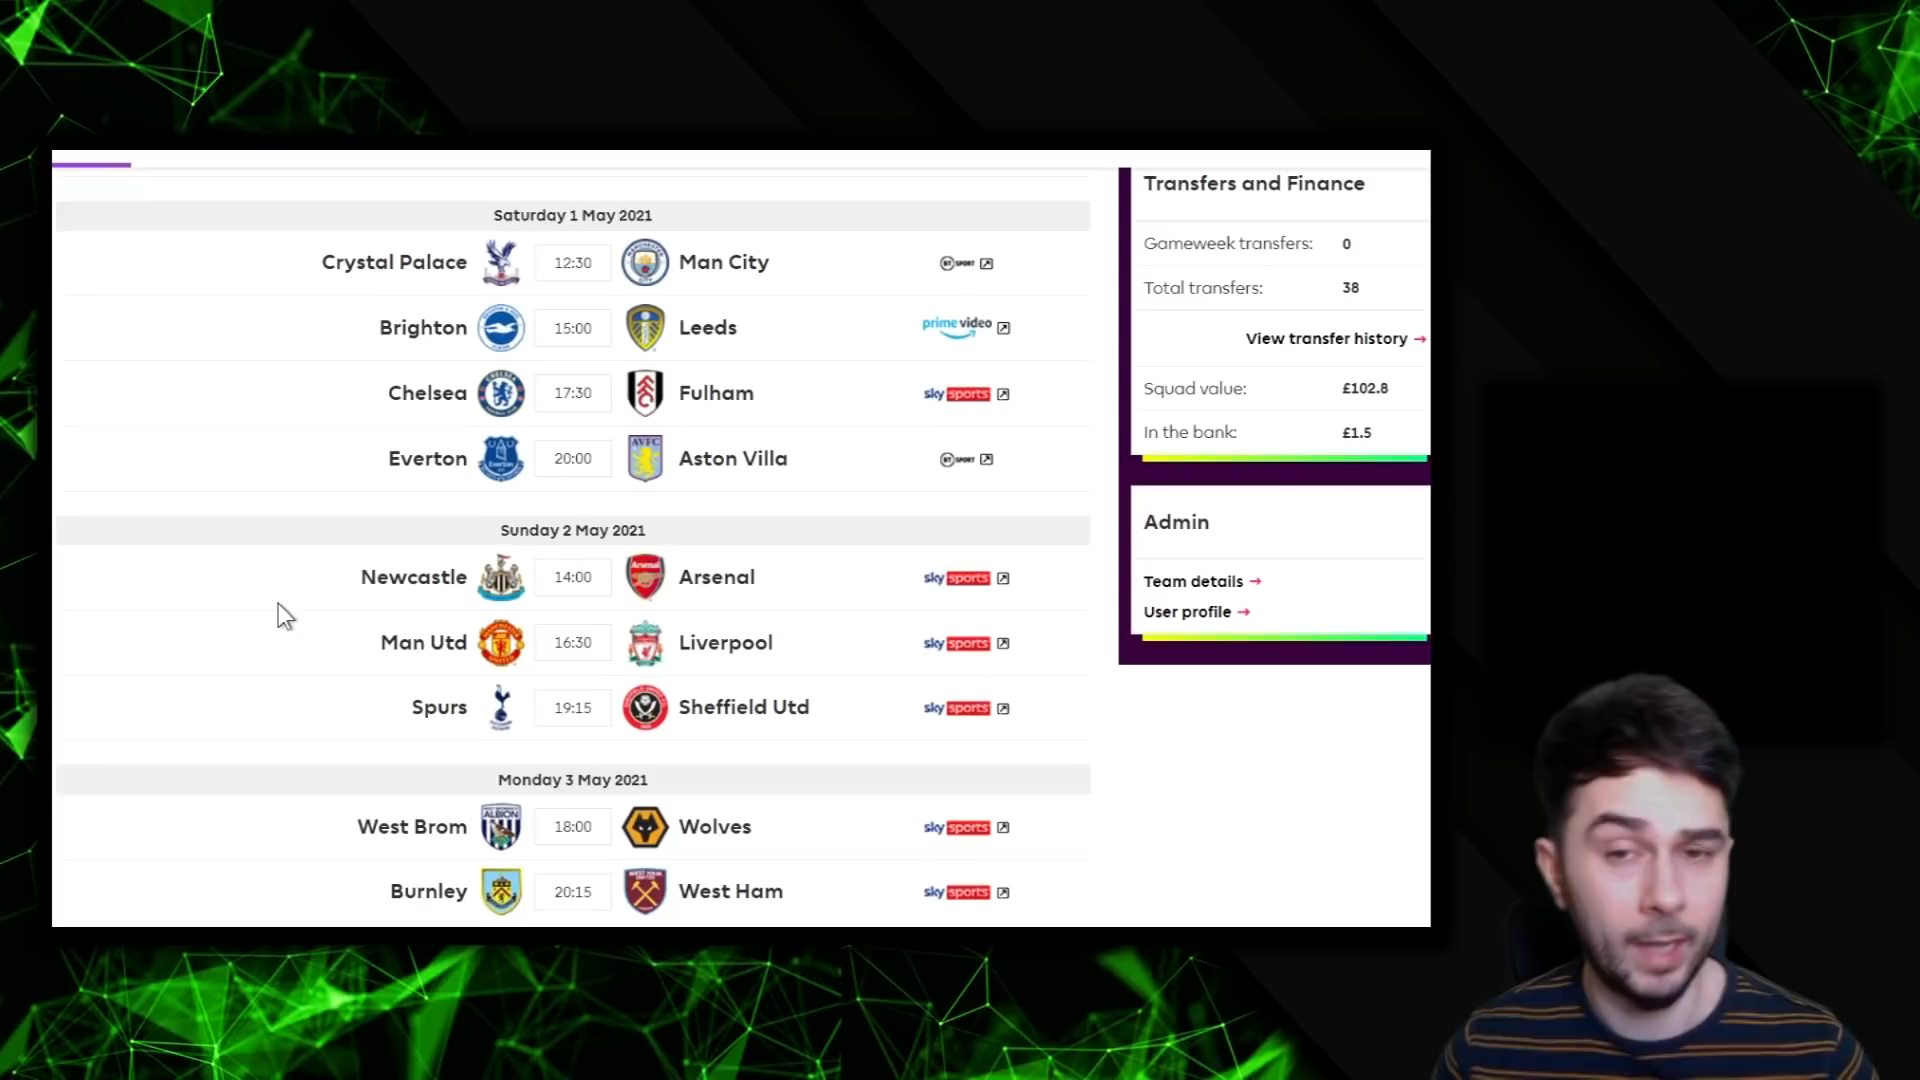 Transfers and Finance
Saturday 1 May 2021
Crystal Palace 12:30 Man City BT SPORT
Brighton 15:00 Leeds prime video
Chelsea 17:30 Fulham sky sports
Everton 20:00 Aston Villa BT SPORT
Sunday 2 May 2021
Newcastle 14:00 Arsenal sky sports
Man Utd 16:30 Liverpool sky sports
Spurs 19:15 Sheffield Utd sky sports
Monday 3 May 2021
West Brom 18:00 Wolves sky sports
Burnley 20:15 West Ham sky sports
Gameweek transfers: 0
Total transfers: 38
View transfer history →
Squad value: £102.8
In the bank: £1.5
Admin
Team details →
User profile →